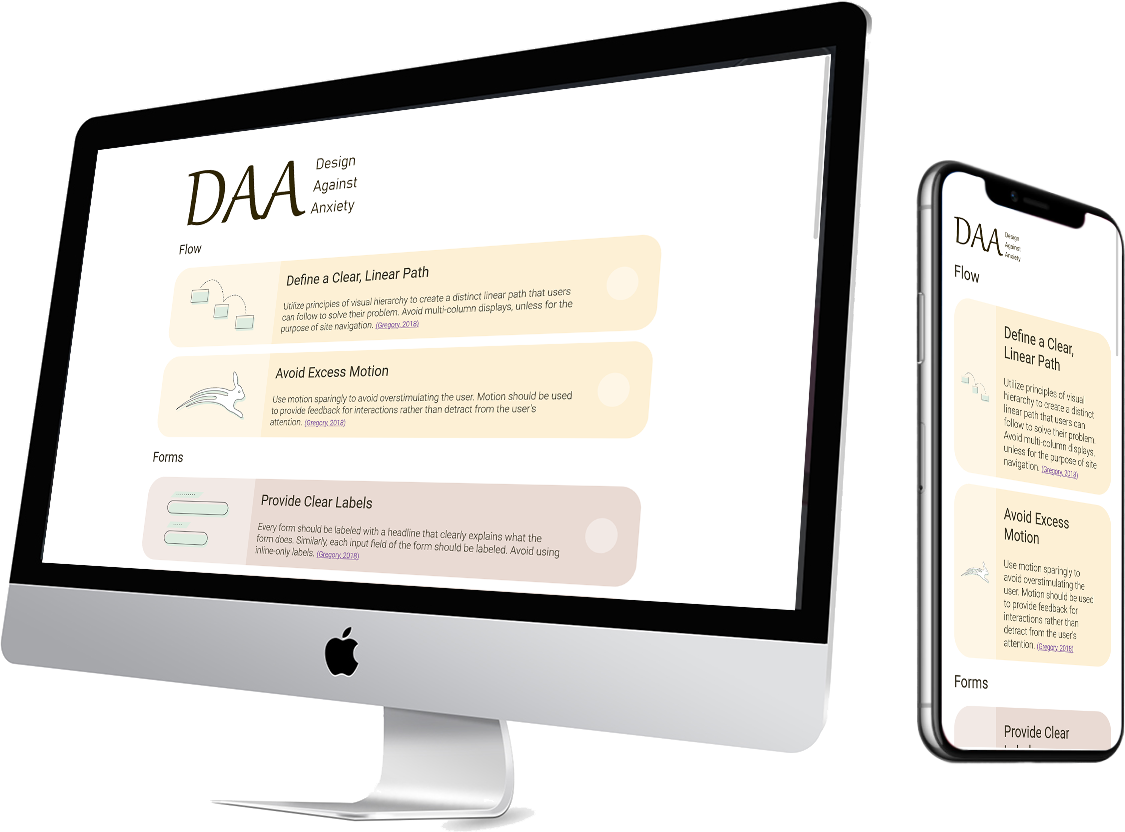 DAA
Design
Against
Anxiety
Flow
Define a Clear, Linear Path
Utilize principles of visual hierarchy to create a distinct linear path that users
can follow to solve their problem. Avoid multi-column displays, unless for the
purpose of site navigation. (Gregory, 2018)
Avoid Excess Motion
Use motion sparingly to avoid overstimulating the user. Motion should be used
to provide feedback for interactions rather than detract from the user's
attention. (Gregory, 2018)
Forms
Provide Clear Labels
Every form should be labeled with a headline that clearly explains what the
form does. Similarly, each input field of the form should be labeled. Avoid using
inline-only labels. (Gregory, 2018)
DAA
Design
Against
Anxiety
Flow
Define a Clear,
Linear Path
Utilize principles of visual
hierarchy to create a distinct
linear path that users can
follow to solve their problem.
Avoid multi-column displays,
unless for the purpose of site
navigation. (Gregory, 2018)
Avoid Excess
Motion
Use motion sparingly to
avoid overstimulating the
user. Motion should be used
to provide feedback for
interactions rather than
detract from the user's
attention. (Gregory, 2018)
Forms
Provide Clear